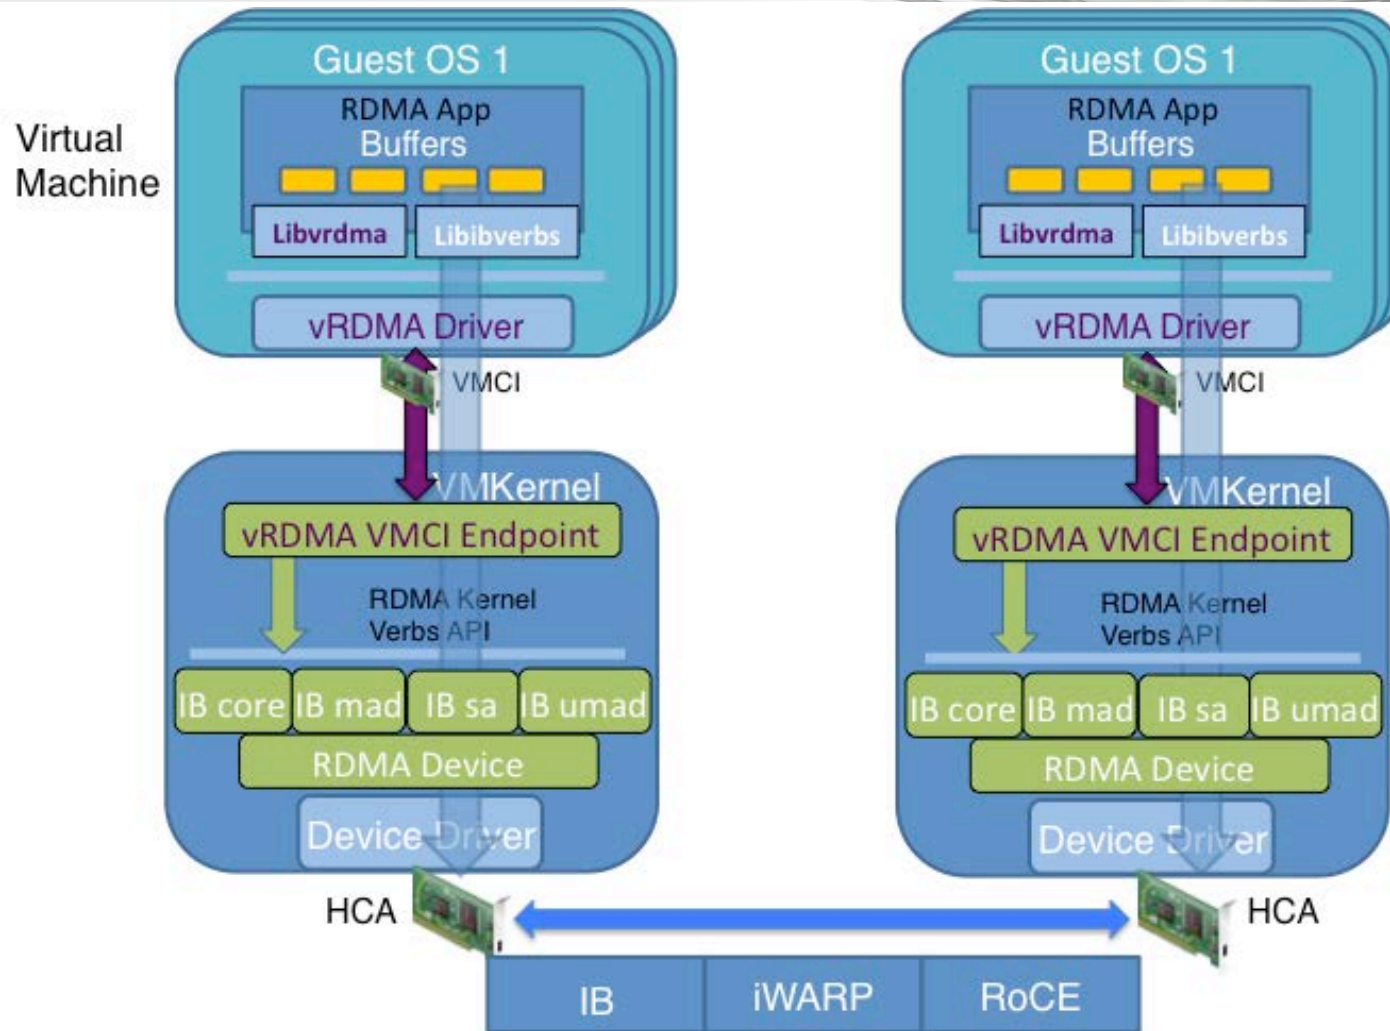 Guest OS 1
RDMA App
Buffers
Virtual
Machine
Libvrdma
Libibverbs
vRDMA Driver
VMCI
VMKernel
vRDMA VMCI Endpoint
RDMA Kernel
Verbs API
IB core
IB mad
IB sa
IB umad
RDMA Device
Device Driver
HCA
Guest OS 1
RDMA App
Buffers
Libvrdma
Libibverbs
vRDMA Driver
VMCI
VMKernel
vRDMA VMCI Endpoint
RDMA Kernel
Verbs API
IB core
IB mad
IB sa
IB umad
RDMA Device
Device Driver
HCA
IB
iWARP
RoCE